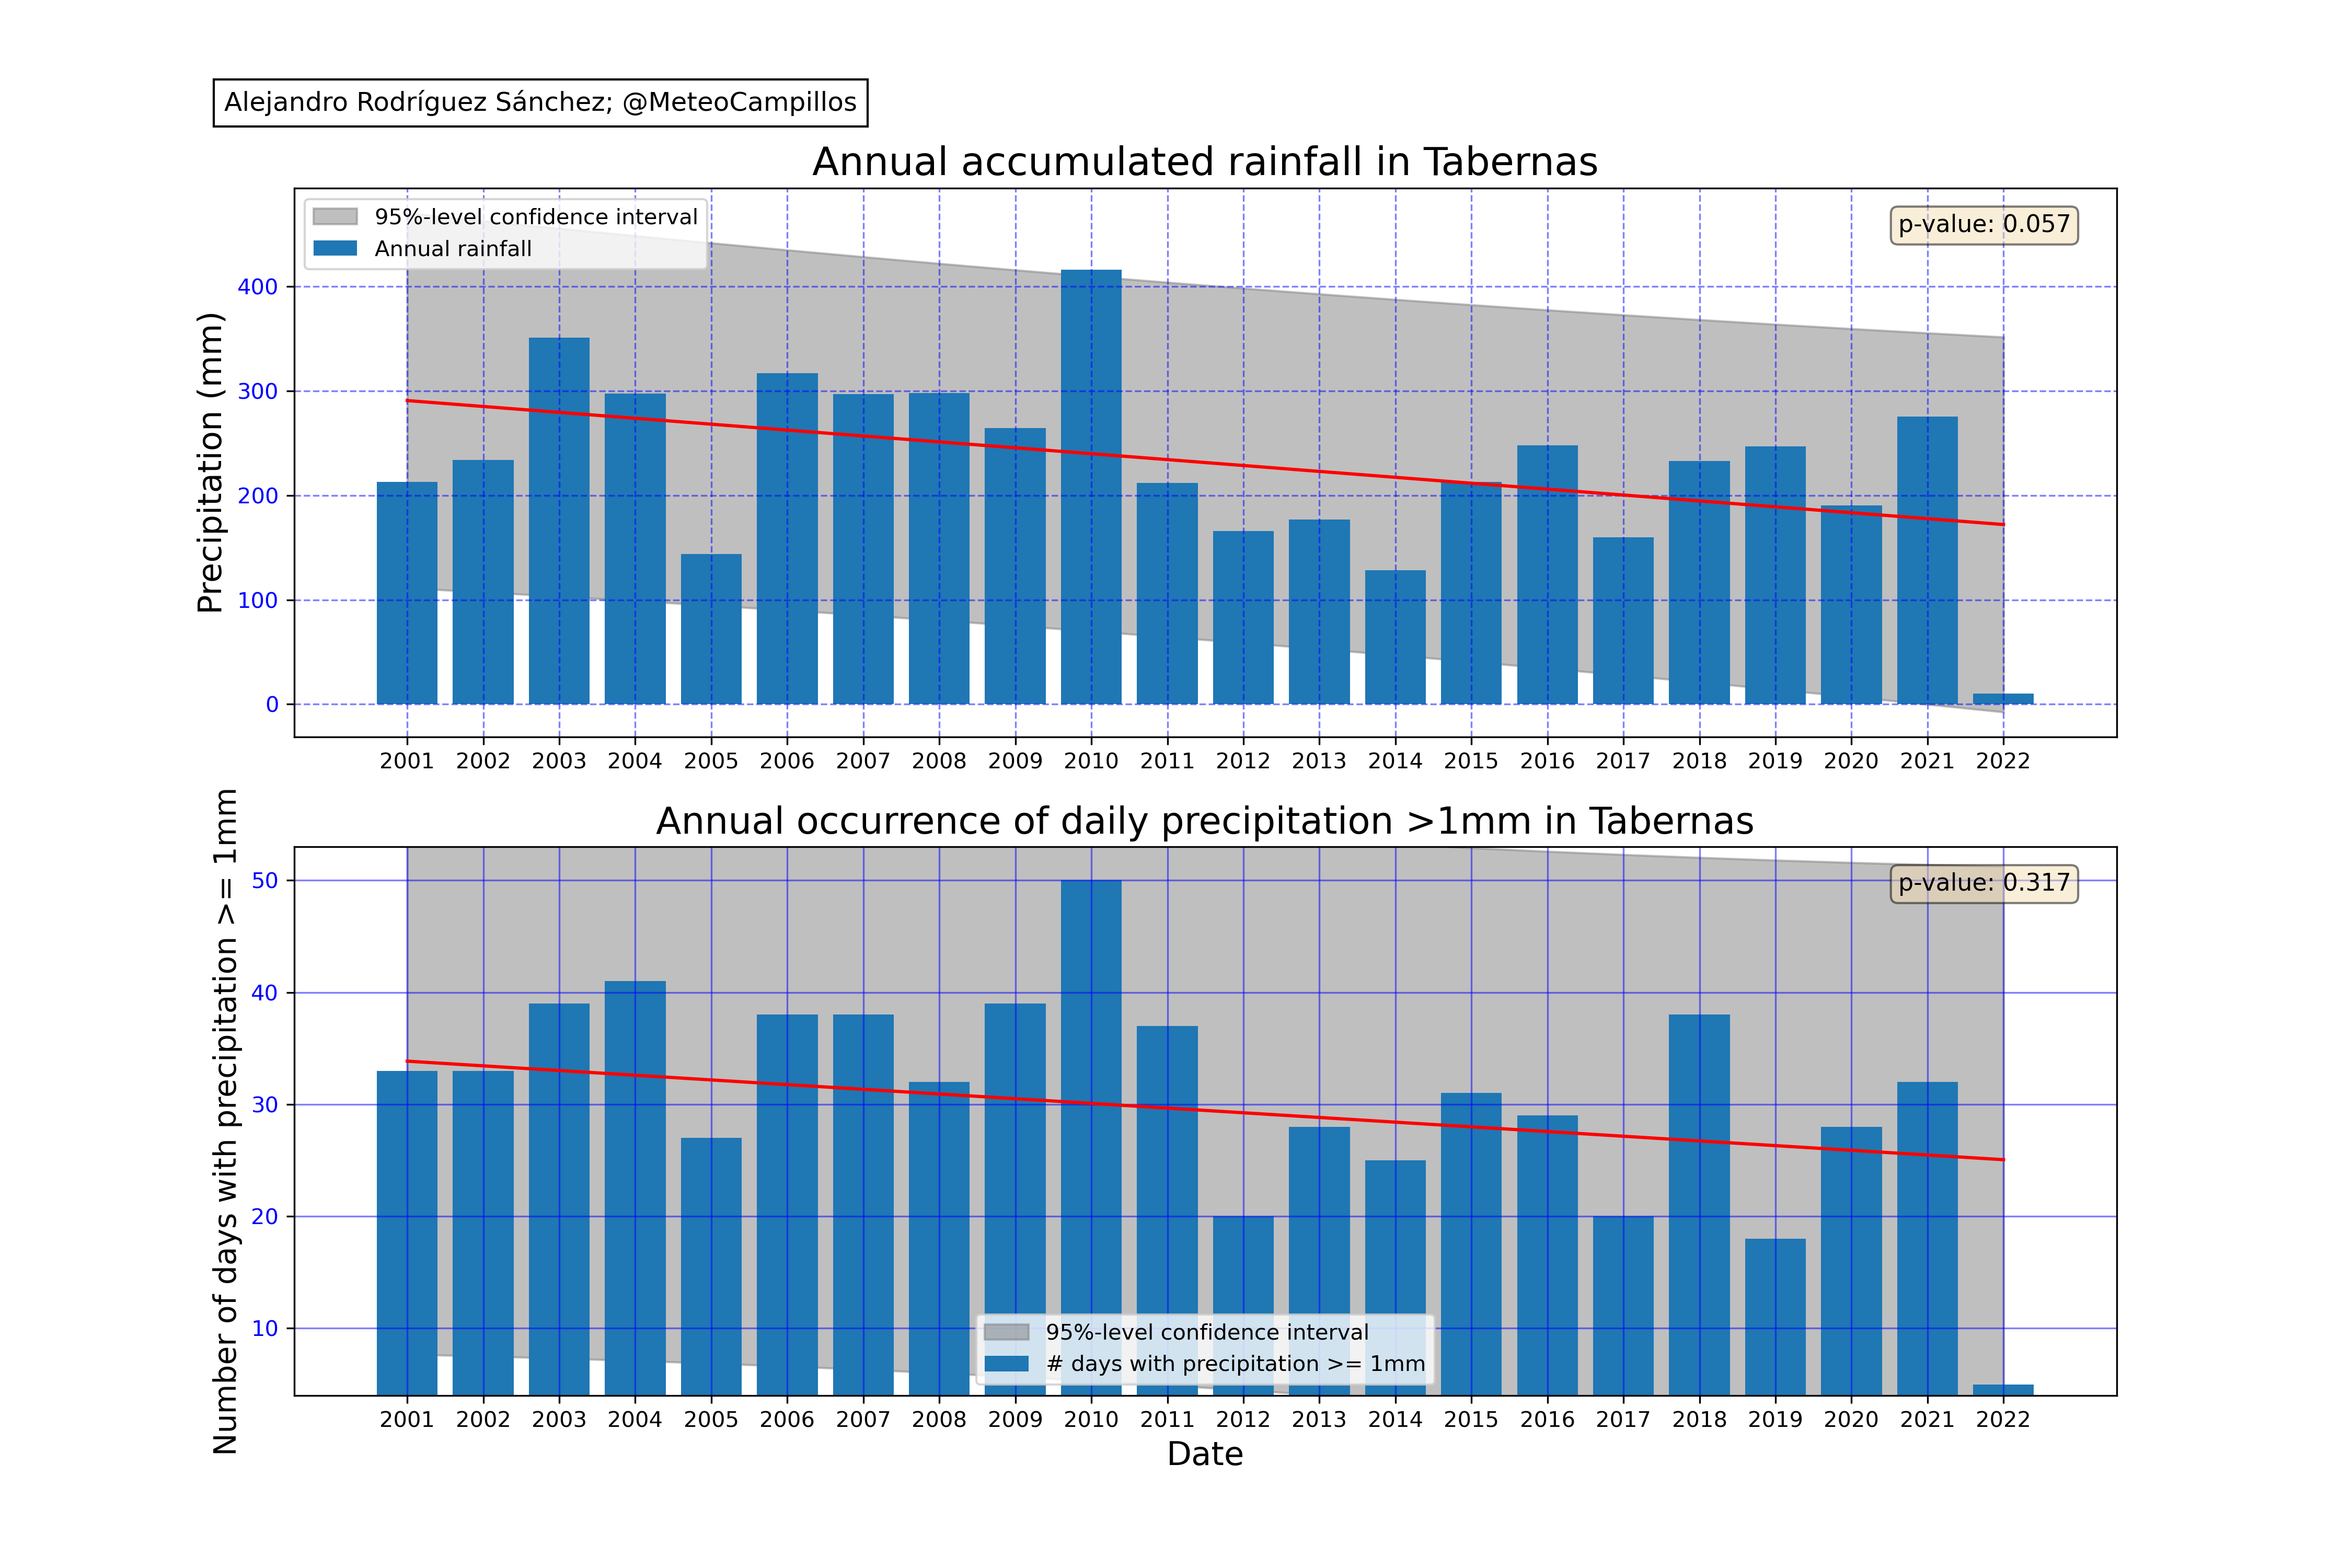 Alejandro Rodríguez Sánchez; @MeteoCampillos
Annual accumulated rainfall in Tabernas
95%-level confidence interval
Annual rainfall
p-value: 0.057
Precipitation (mm)
400
300
200
100
0
2001 2002 2003 2004 2005 2006 2007 2008 2009 2010 2011 2012 2013 2014 2015 2016 2017 2018 2019 2020 2021 2022
Annual occurrence of daily precipitation >1mm in Tabernas
p-value: 0.317
Number of days with precipitation >= 1mm
50
40
30
20
10
95%-level confidence interval
# days with precipitation >= 1mm
2001 2002 2003 2004 2005 2006 2007 2008 2009 2010 2011 2012 2013 2014 2015 2016 2017 2018 2019 2020 2021 2022
Date